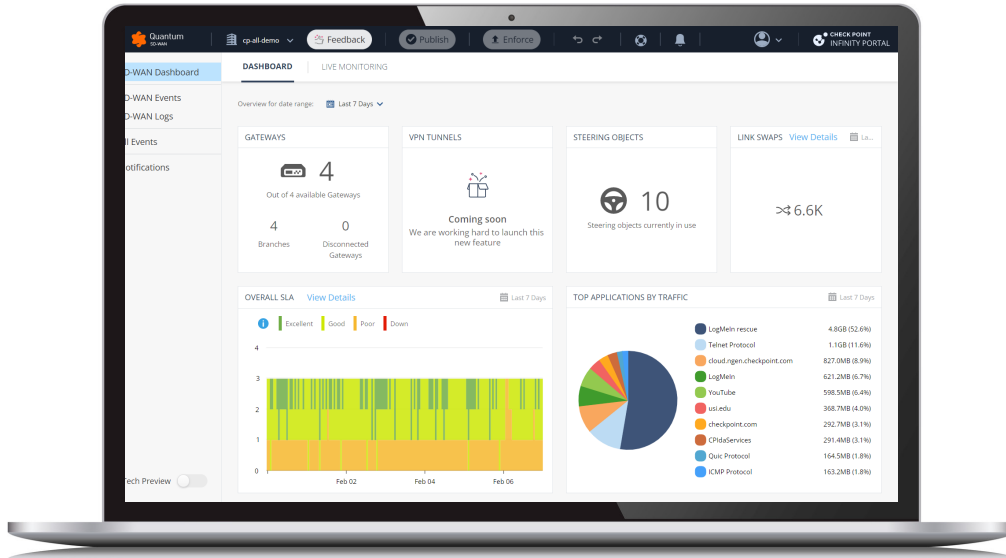 Quantum
SD-WAN
cp-all-demo
Feedback
Publish
Enforce
CHECK POINT
INFINITY PORTAL
D-WAN Dashboard
D-WAN Events
D-WAN Logs
ll Events
otifications
ech Preview
DASHBOARD
LIVE MONITORING
Overview for date range:
Last 7 Days
GATEWAYS
4
Out of 4 available Gateways
4
Branches
0
Disconnected
Gateways
VPN TUNNELS
Coming soon
We are working hard to launch this
new feature
STEERING OBJECTS
10
Steering objects currently in use
LINK SWAPS View Details La...
6.6K
OVERALL SLA View Details Last 7 Days
Excellent Good Poor Down
4
3
2
1
0
Feb 02 Feb 04 Feb 06
TOP APPLICATIONS BY TRAFFIC Last 7 Days
LogMeIn rescue 4.8GB (52.6%)
Telnet Protocol 1.1GB (11.6%)
cloud.ngen.checkpoint.com 827.0MB (8.9%)
LogMeIn 621.2MB (6.7%)
YouTube 598.5MB (6.4%)
usi.edu 368.7MB (4.0%)
checkpoint.com 292.7MB (3.1%)
CPIdaServices 291.4MB (3.1%)
Quic Protocol 164.5MB (1.8%)
ICMP Protocol 163.2MB (1.8%)